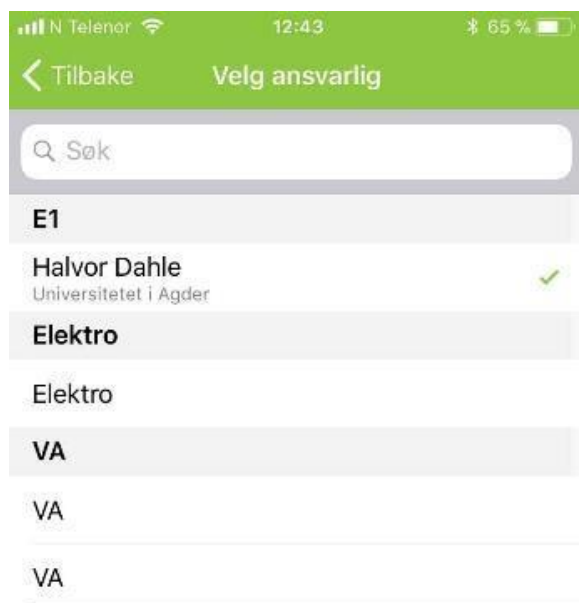 N Telenor 12:43 65 %
Tilbake Velg ansvarlig
Søk
E1
Halvor Dahle
Universitetet i Agder
Elektro
Elektro
VA
VA
VA